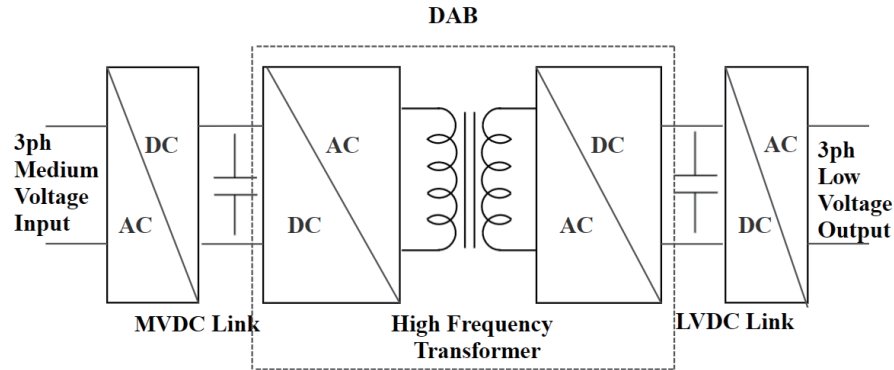 DAB
3ph
Medium
Voltage
Input
DC
AC
AC
DC
DC
AC
AC
DC
3ph
Low
Voltage
Output
MVDC Link
High Frequency
Transformer
LVDC Link